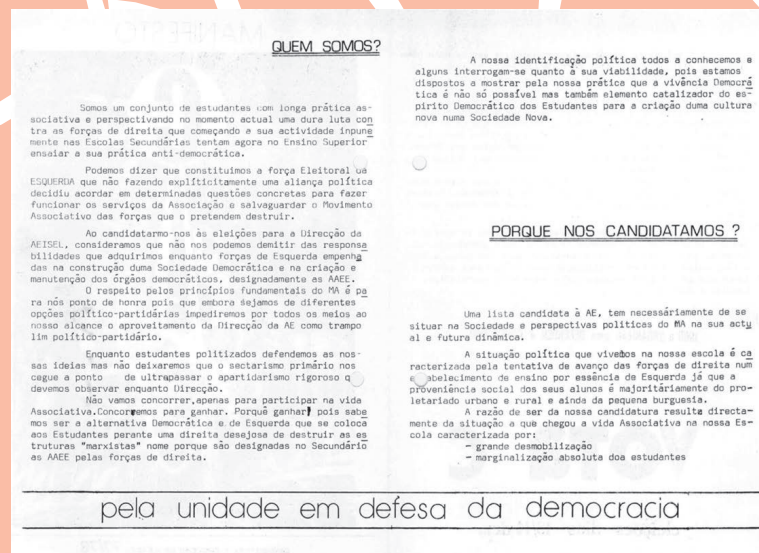 QUEM SOMOS?
Somos um conjunto de estudantes com longa prática as-
sociativa e perspectivando no momento actual uma dura luta con
tra as forças de direita que começando a sua actividade inpune
mente nas Escolas Secundárias tentam agora no Ensino Superior
ensaiar a sua prática anti-democrática.
Podemos dizer que constituimos a força Eleitoral da
ESQUERDA que não fazendo explícitamente uma aliança política
decidiu acordar em determinadas questões concretas para fazer
funcionar os serviços da Associação e salvaguardar o Movimento
Associativo das forças que o pretendem destruir.
Ao candidatarmo-nos às eleições para a Direcção da
AEISEL, consideramos que não nos podemos demitir das responsa
bilidades que adquirimos enquanto forças de Esquerda empenha
das na construção duma Sociedade Democrática e na criação e
manutenção dos órgãos democráticos, designadamente as AAEE.
O respeito pelos princípios fundamentais do MA é pa
ra nós ponto de honra pois que embora sejamos de diferentes
opções político-partidárias impediremos por todos os meios ao
nosso alcance o aproveitamento da Direcção da AE como trampo
lim político-partidário.
Enquanto estudantes politizados defendemos as nos-
sas ideias mas não deixaremos que o sectarismo primário nos
cegue a ponto de ultrapassar o apartidarismo rigoroso q
devemos observar enquanto Direcção.
Não vamos concorrer,apenas para participar na vida
Associativa.Concorremos para ganhar. Porquê ganhar? pois sabe
mos ser a alternativa Democrática e de Esquerda que se coloca
aos Estudantes perante uma direita desejosa de destruir as es
truturas "marxistas" nome porque são designadas no Secundário
as AAEE pelas forças de direita.
A nossa identificação política todos a conhecemos e
alguns interrogam-se quanto à sua viabilidade, pois estamos
dispostos a mostrar pela nossa prática que a vivência Democrá
tica é não só possível mas também elemento catalizador do es-
pirito Democrático dos Estudantes para a criação duma cultura
nova numa Sociedade Nova.
PORQUE NOS CANDIDATAMOS ?
Uma lista candidata à AE, tem necessáriamente de se
situar na Sociedade e perspectivas politicas do MA na sua actu
al e futura dinâmica.
A situação política que vivemos na nossa escola é ca
racterizada pela tentativa de avanço das forças de direita num
abelecimento de ensino por essência de Esquerda já que a
proveniência social dos seus alunos é majoritáriamente do pro-
letariado urbano e rural e ainda da pequena burguesia.
A razão de ser da nossa candidatura resulta directa-
mente da situação a que chegou a vida Associativa na nossa Es-
cola caracterizada por:
- grande desmobilização
- marginalização absoluta doa estudantes
pela unidade em defesa da democracia